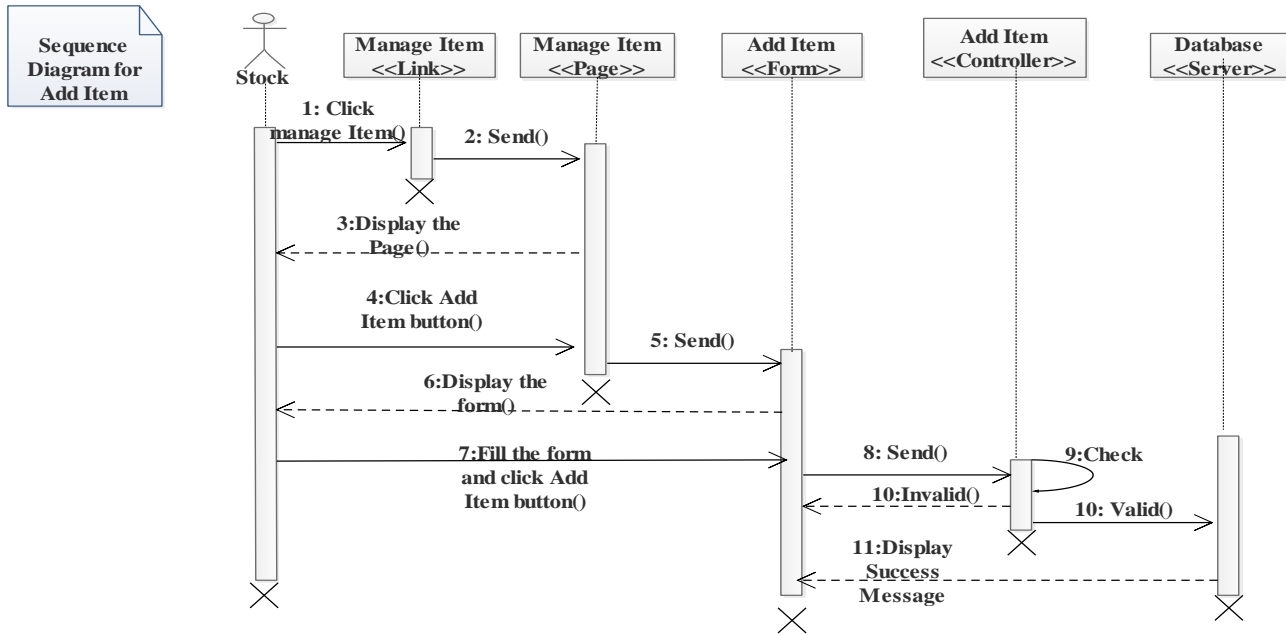 Sequence
Diagram for
Add Item
Stock
Manage Item
<<Link>>
Manage Item
<<Page>>
Add Item
<<Form>>
Add Item
<<Controller>>
Database
<<Server>>
1: Click
manage Item()
2: Send()
3:Display the
Page()
4:Click Add
Item button()
5: Send()
6:Display the
form()
7:Fill the form
and click Add
Item button()
8: Send()
9:Check
10:Invalid()
10: Valid()
11:Display
Success
Message